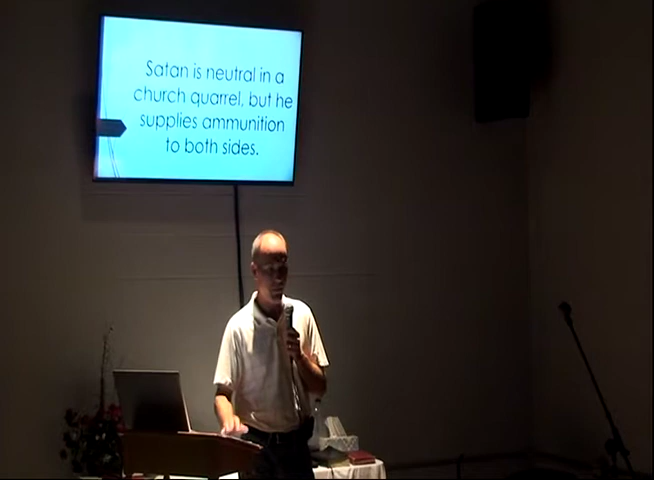 Satan is neutral in a
church quarrel, but he
supplies ammunition
to both sides.